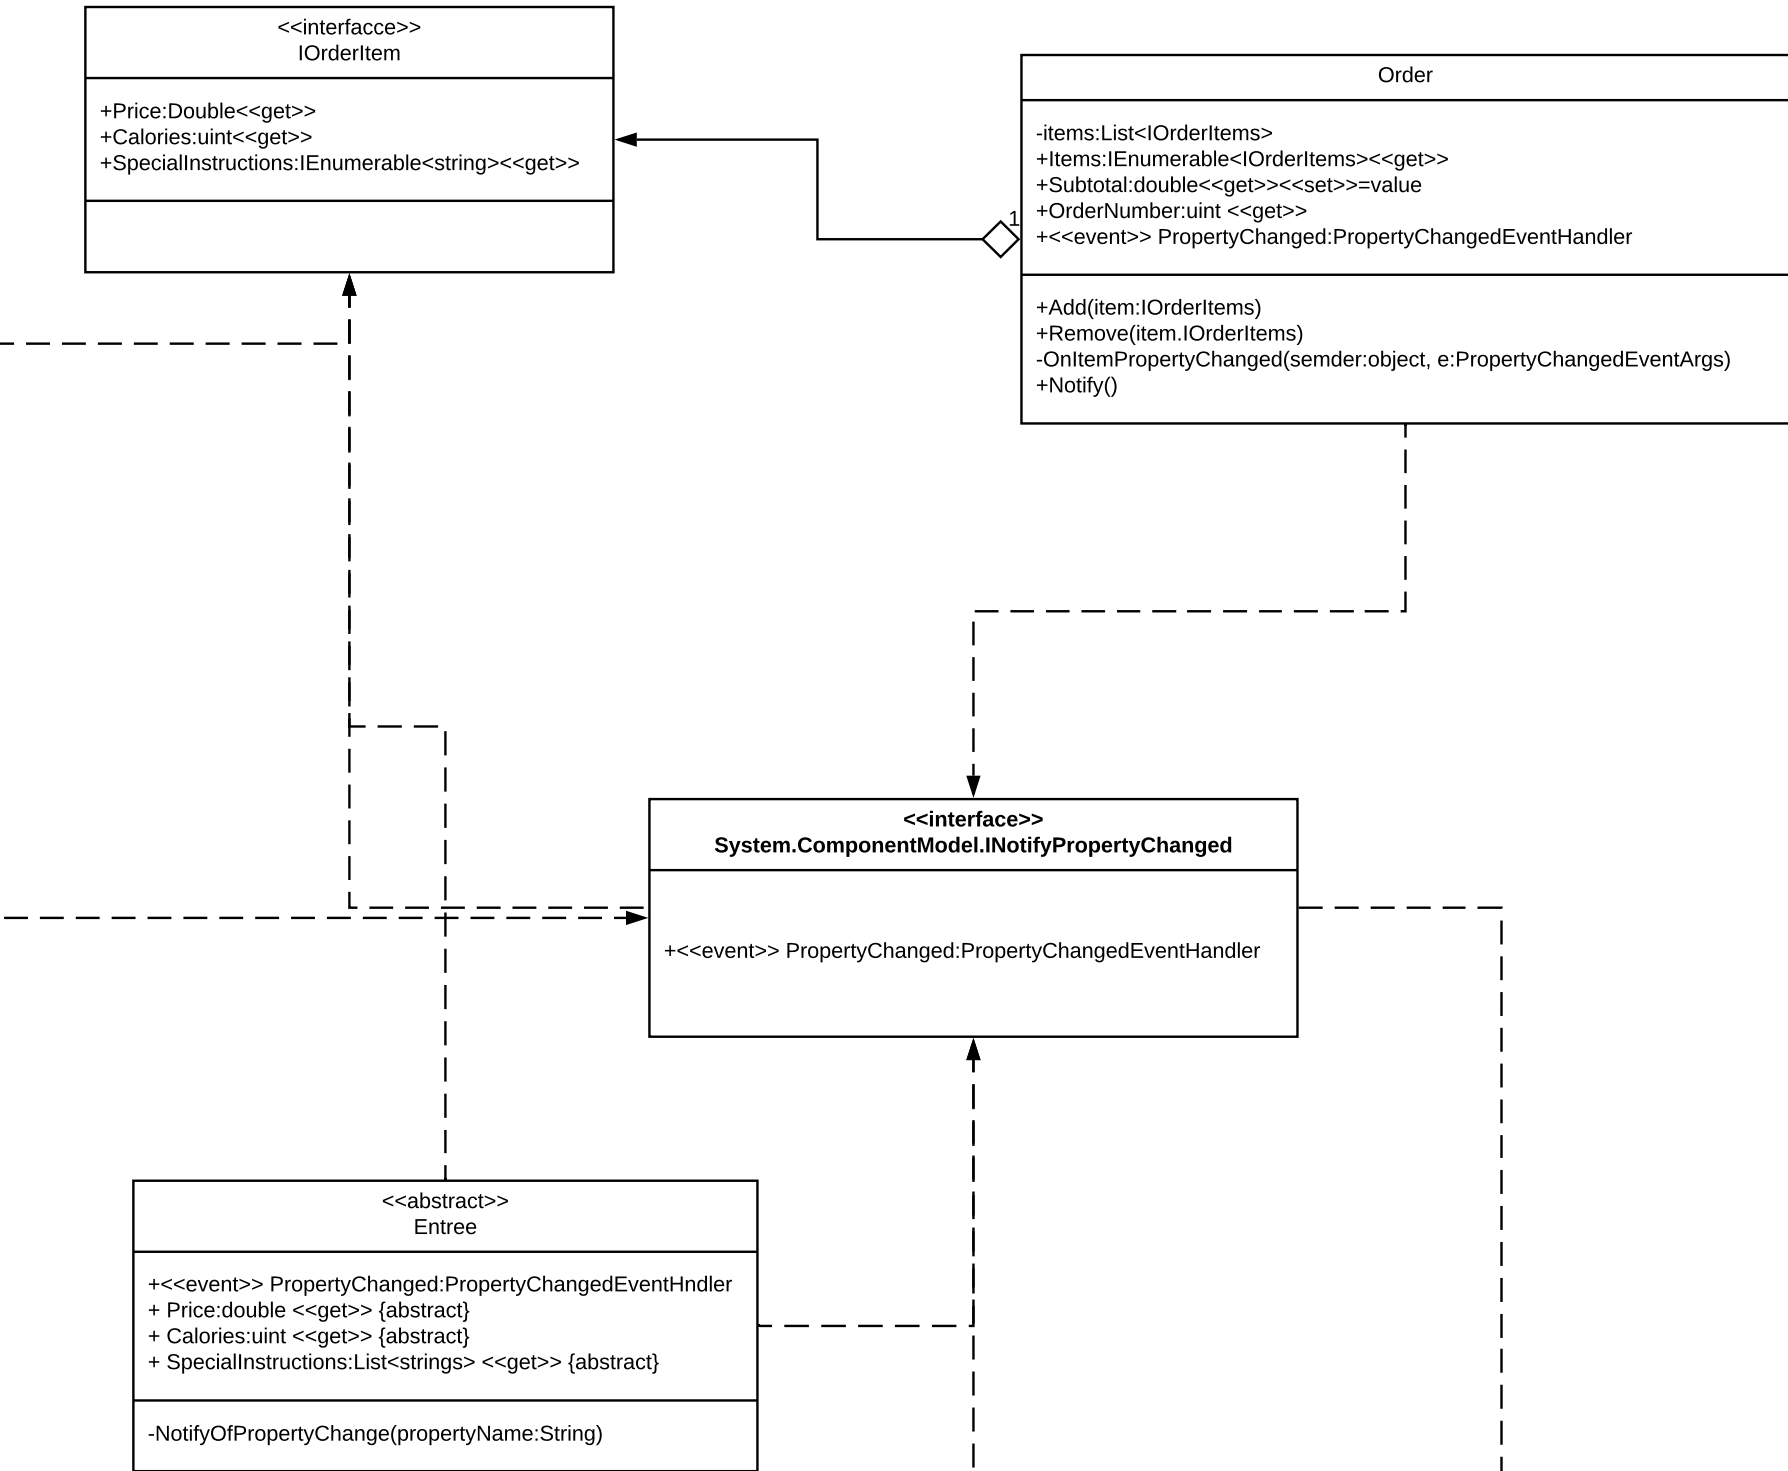 <<interfacce>>
IOrderItem
+Price:Double<<get>>
+Calories:uint<<get>>
+SpecialInstructions:IEnumerable<string><<get>>
Order
-items:List<IOrderItems>
+Items:IEnumerable<IOrderItems><<get>>
+Subtotal:double<<get>><<set>>=value
+OrderNumber:uint <<get>>
+<<event>> PropertyChanged:PropertyChangedEventHandler
1
+Add(item:IOrderItems)
+Remove(item.IOrderItems)
-OnItemPropertyChanged(semder:object, e:PropertyChangedEventArgs)
+Notify()
<<interface>>
System.ComponentModel.INotifyPropertyChanged
+<<event>> PropertyChanged:PropertyChangedEventHandler
<<abstract>>
Entree
+<<event>> PropertyChanged:PropertyChangedEventHndler
+ Price:double <<get>> {abstract}
+ Calories:uint <<get>> {abstract}
+ SpecialInstructions:List<strings> <<get>> {abstract}
-NotifyOfPropertyChange(propertyName:String)